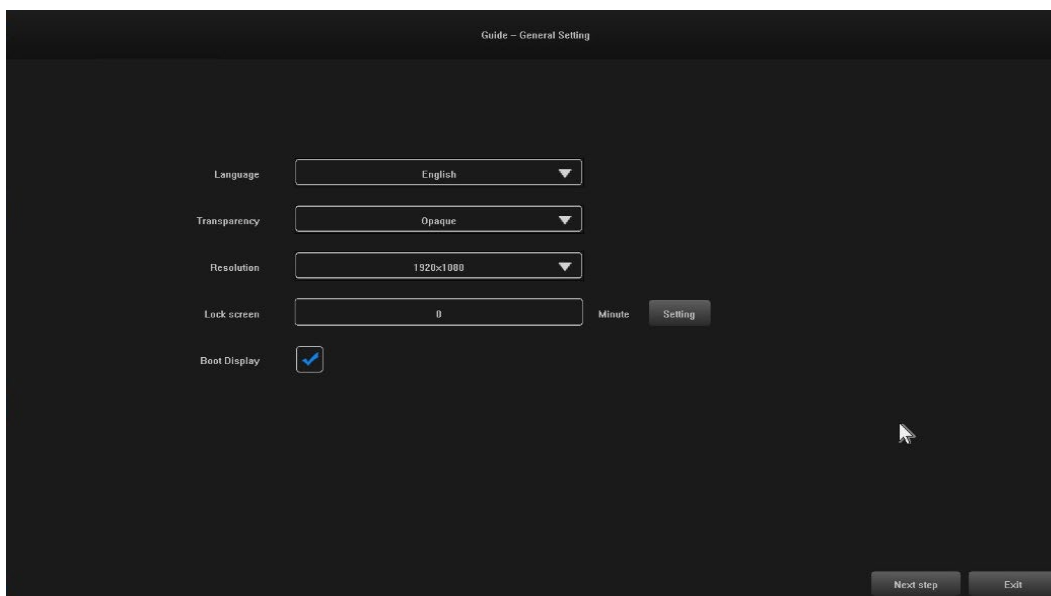 Guide – General Setting
Language English
Transparency Opaque
Resolution 1920x1080
Lock screen 0 Minute Setting
Boot Display
Next step Exit